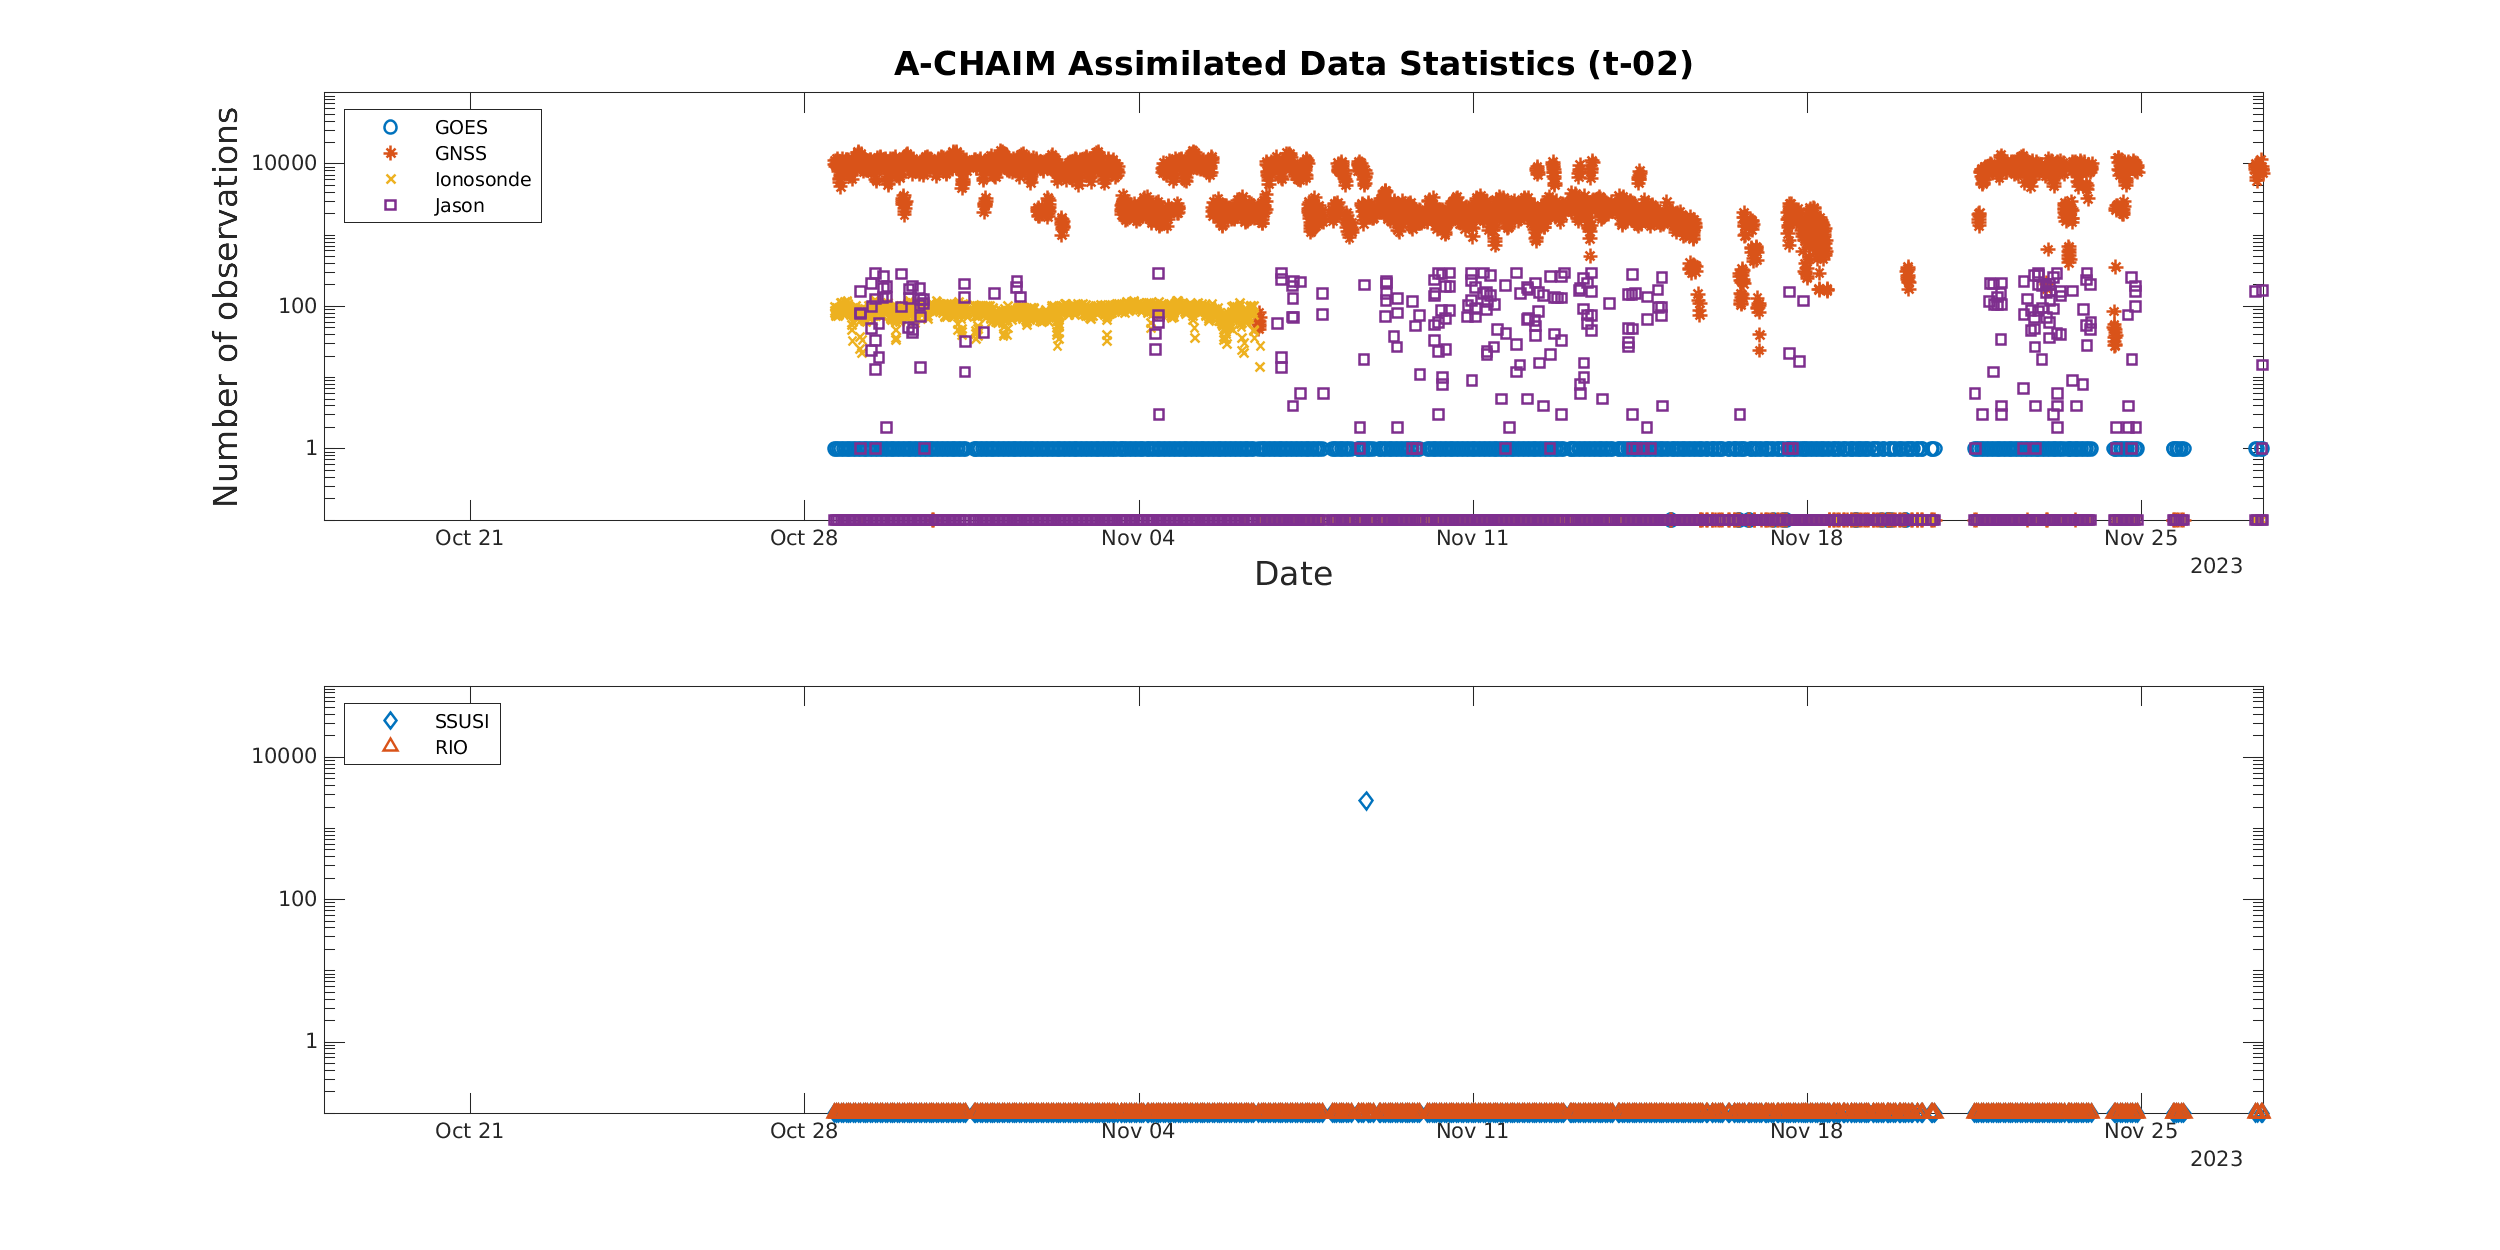 A-CHAIM Assimilated Data Statistics (t-02)
GOES
GNSS
Ionosonde
Jason
Number of observations
10000
100
1
Oct 21
Oct 28
Nov 04
Nov 11
Nov 18
Nov 25
2023
Date
SSUSI
RIO
10000
100
1
Oct 21
Oct 28
Nov 04
Nov 11
Nov 18
Nov 25
2023